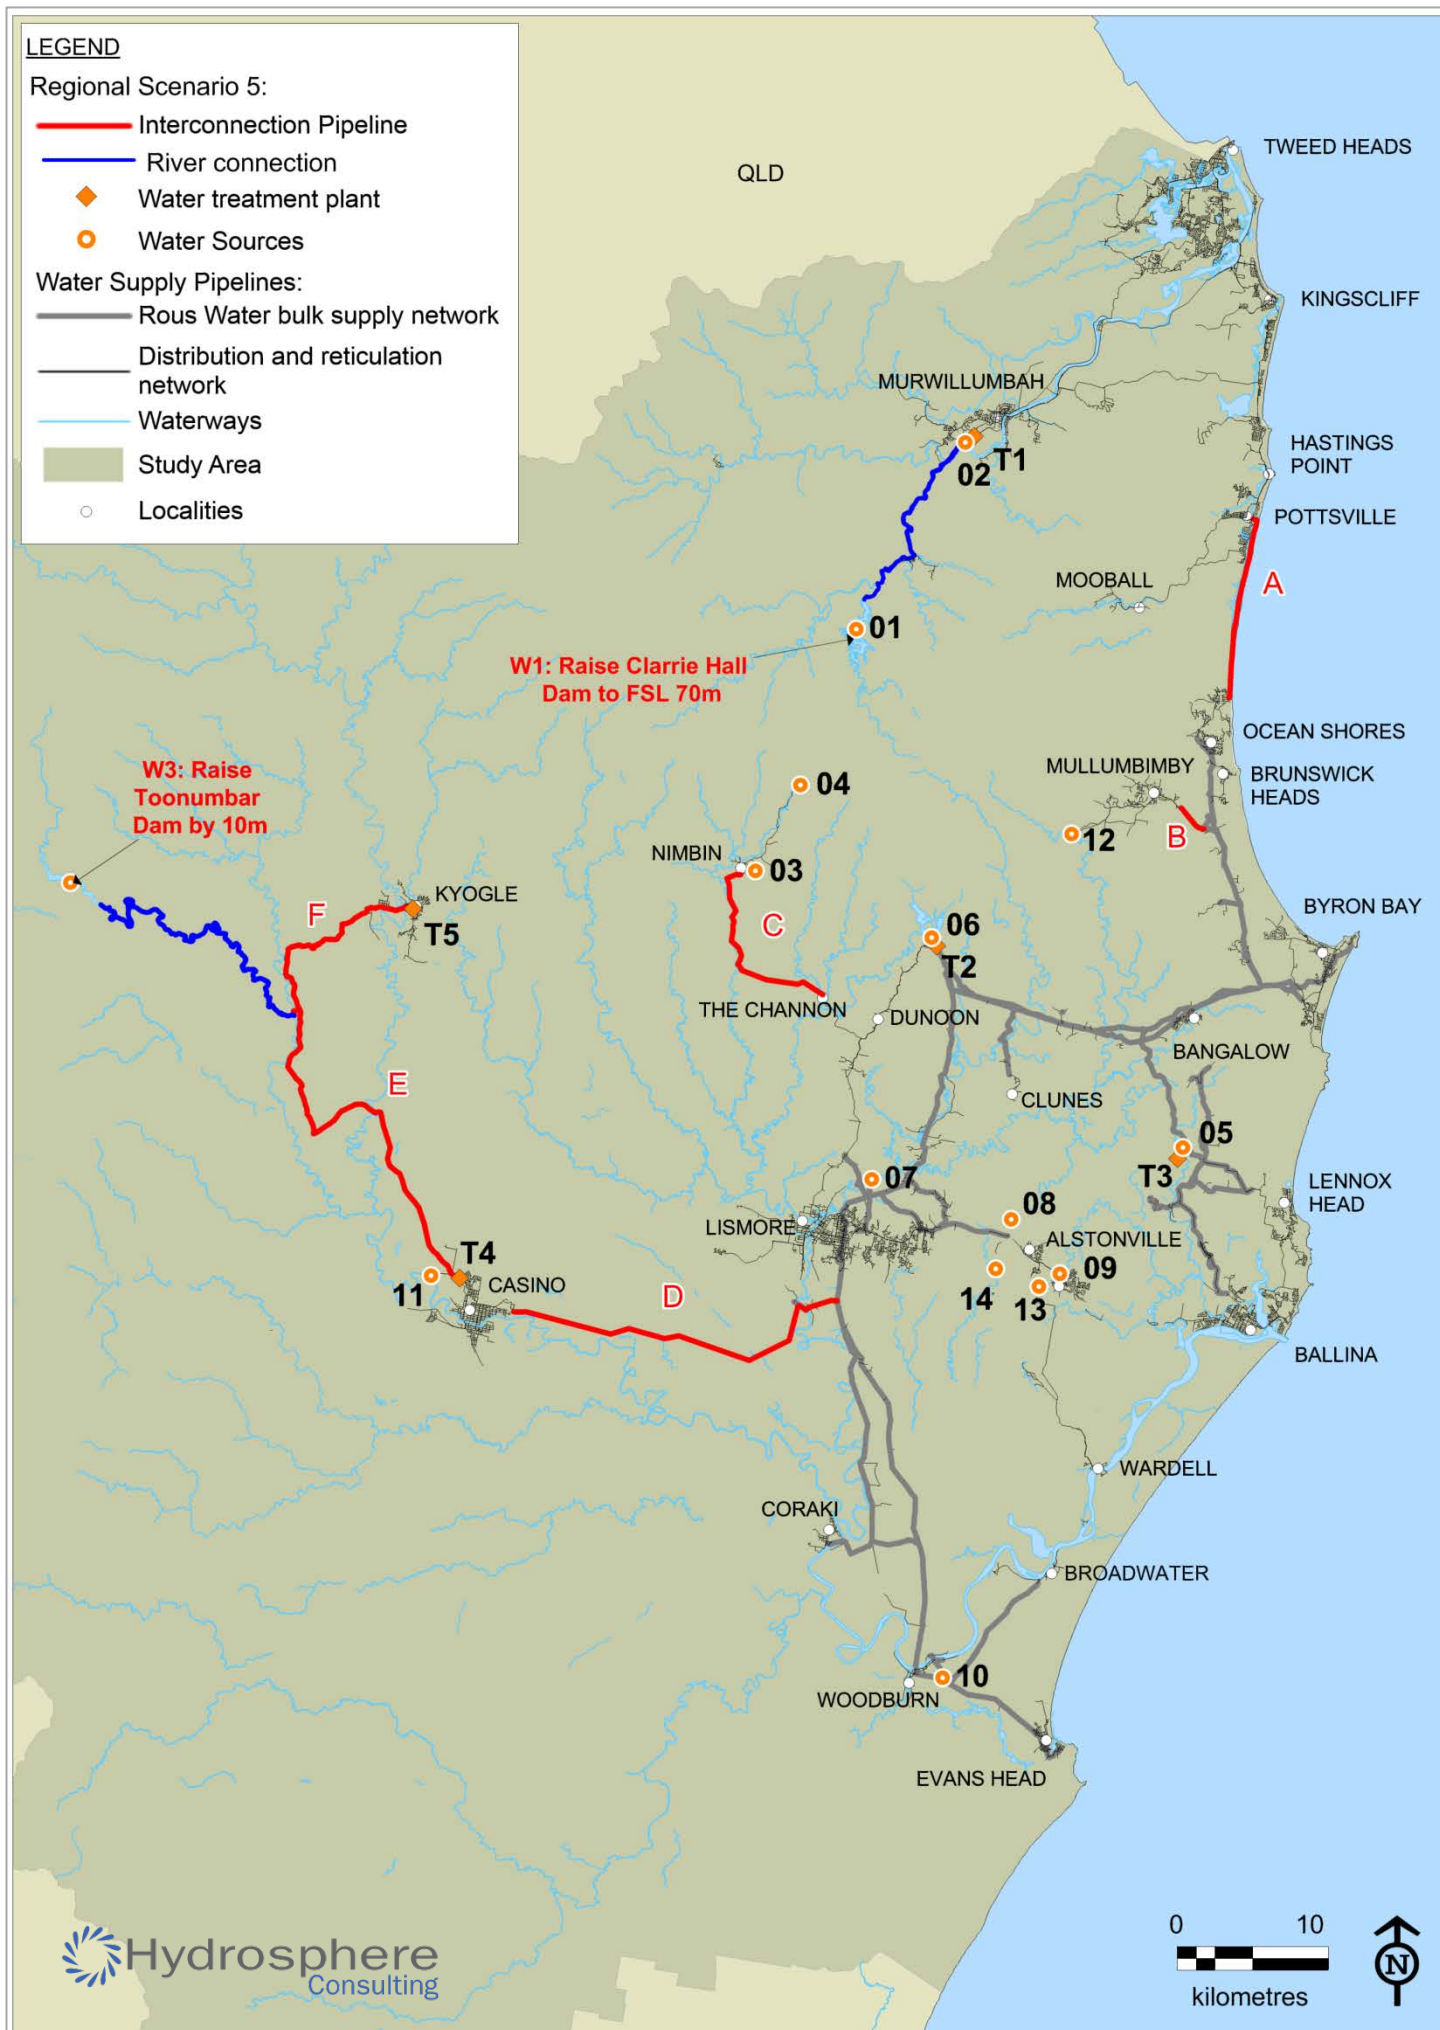 LEGEND
Regional Scenario 5:
Interconnection Pipeline
River connection
Water treatment plant
Water Sources
Water Supply Pipelines:
Rous Water bulk supply network
Distribution and reticulation
network
Waterways
Study Area
Localities
QLD
TWEED HEADS
KINGSCLIFF
MURWILLUMBAH
HASTINGS
POINT
T1
02
POTTSVILLE
MOOBALL
A
01
W1: Raise Clarrie Hall
Dam to FSL 70m
OCEAN SHORES
MULLUMBIMBY
BRUNSWICK
HEADS
W3: Raise
Toonumbar
Dam by 10m
04
12
B
NIMBIN
03
KYOGLE
BYRON BAY
F
C
T5
06
T2
THE CHANNON
DUNOON
BANGALOW
E
CLUNES
05
T3
LENNOX
HEAD
07
LISMORE
08
ALSTONVILLE
T4
CASINO
09
11
D
14
13
BALLINA
WARDELL
CORAKI
BROADWATER
10
WOODBURN
EVANS HEAD
Hydrosphere
Consulting
0 10
kilometres
N